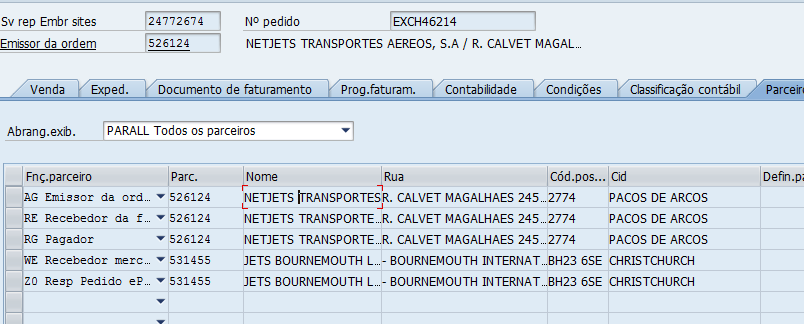 Sv rep Embr sites 24772674 Nº pedido EXCH46214
Emissor da ordem 526124 NETJETS TRANSPORTES AEREOS, S.A / R. CALVET MAGAL...
Venda Exped. Documento de faturamento Prog.faturam. Contabilidade Condições Classificação contábil Parceiro
Abrang.exib. PARALL Todos os parceiros
Fnç.parceiro Parc. Nome Rua Cód.pos... Cid Defin.pa
AG Emissor da ord... 526124 NETJETS TRANSPORTES R. CALVET MAGALHAES 245... 2774 PACOS DE ARCOS
RE Recebedor da f... 526124 NETJETS TRANSPORTE... R. CALVET MAGALHAES 245... 2774 PACOS DE ARCOS
RG Pagador 526124 NETJETS TRANSPORTE... R. CALVET MAGALHAES 245... 2774 PACOS DE ARCOS
WE Recebedor merc... 531455 JETS BOURNEMOUTH L... - BOURNEMOUTH INTERNAT... BH23 6SE CHRISTCHURCH
Z0 Resp Pedido eP... 531455 JETS BOURNEMOUTH L... - BOURNEMOUTH INTERNAT... BH23 6SE CHRISTCHURCH